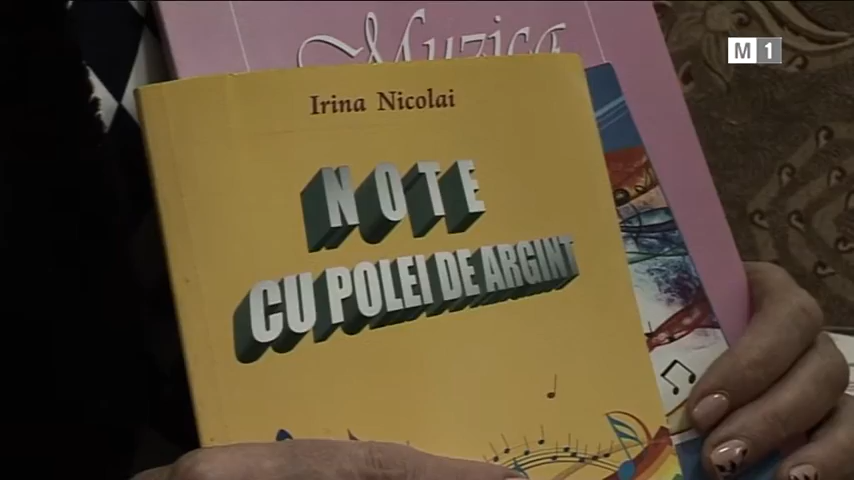 Muzica
M1
Irina Nicolai
NOTE
CU POLEI DE ARGINT